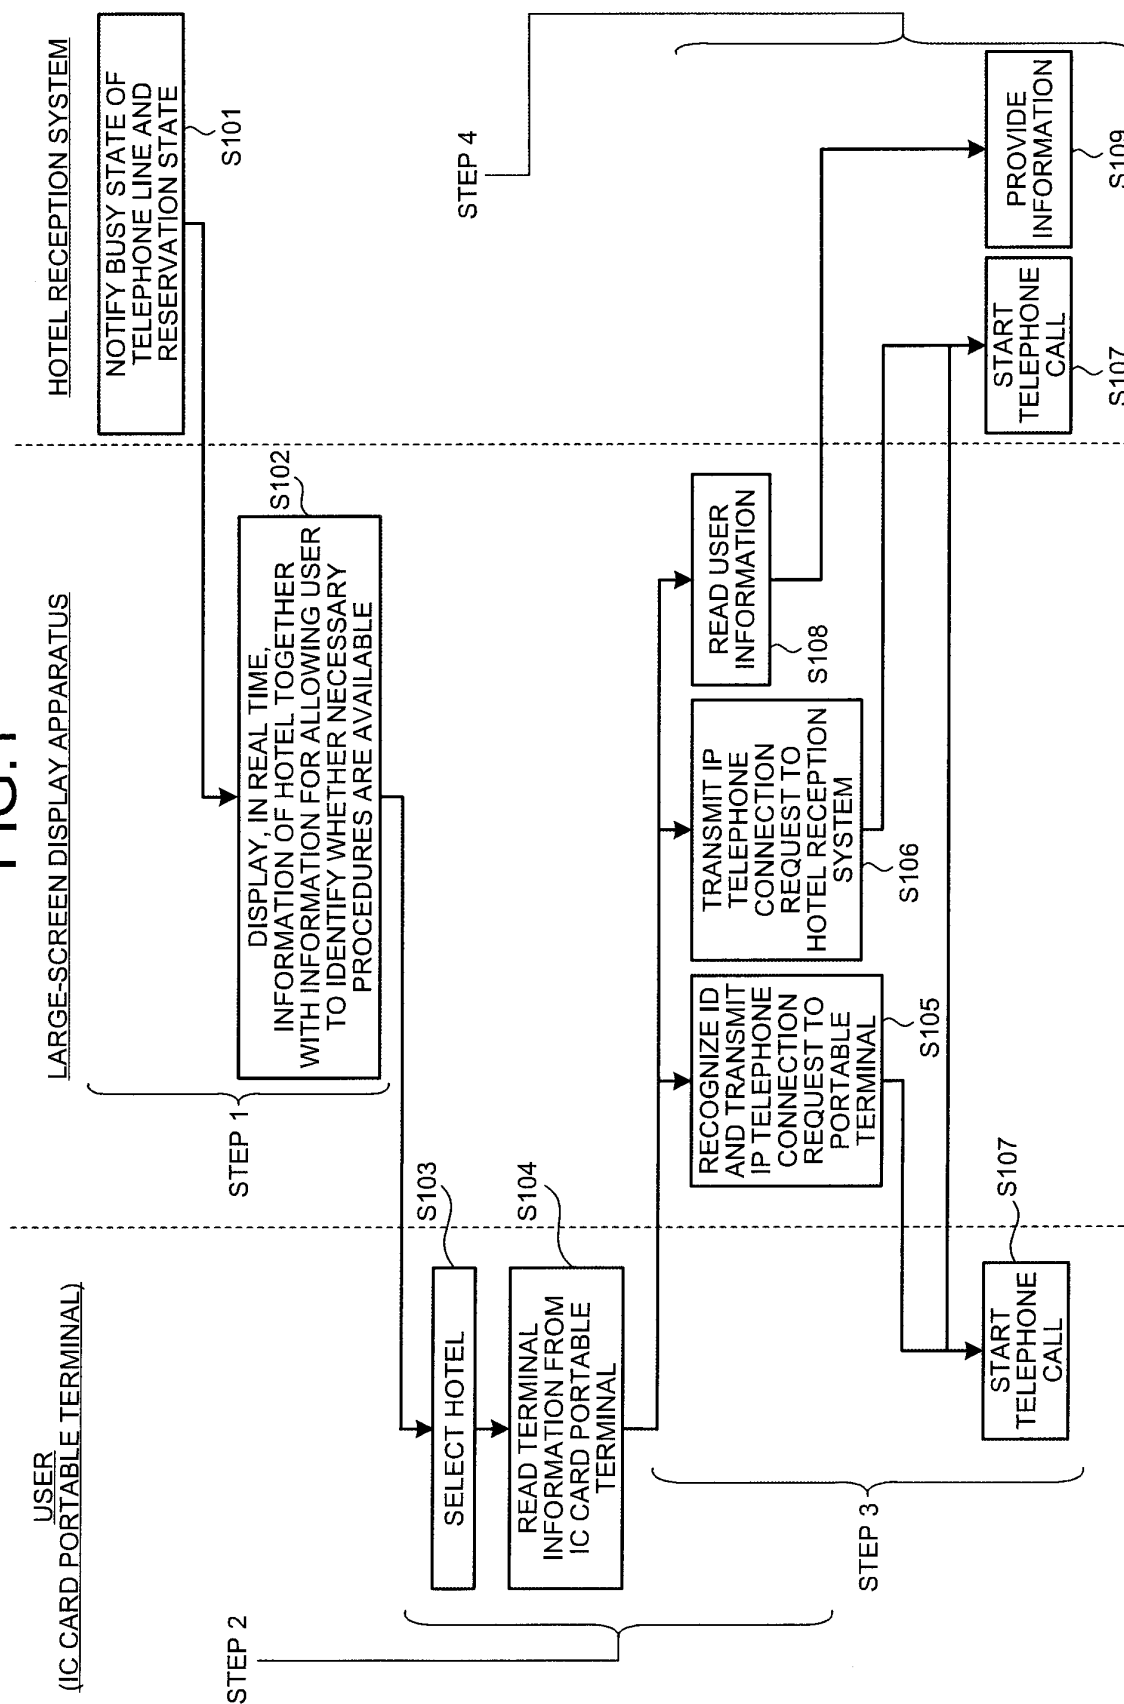 USER
(IC CARD PORTABLE TERMINAL)
LARGE-SCREEN DISPLAY APPARATUS
HOTEL RECEPTION SYSTEM
NOTIFY BUSY STATE OF
TELEPHONE LINE AND
RESERVATION STATE
S101
STEP 1
DISPLAY, IN REAL TIME,
INFORMATION OF HOTEL TOGETHER
WITH INFORMATION FOR ALLOWING USER
TO IDENTIFY WHETHER NECESSARY
PROCEDURES ARE AVAILABLE
S102
STEP 2
SELECT HOTEL
S103
READ TERMINAL
INFORMATION FROM
IC CARD PORTABLE
TERMINAL
S104
STEP 3
RECOGNIZE ID
AND TRANSMIT
IP TELEPHONE
CONNECTION
REQUEST TO
PORTABLE
TERMINAL
S105
TRANSMIT IP
TELEPHONE
CONNECTION
REQUEST TO
HOTEL RECEPTION
SYSTEM
S106
READ USER
INFORMATION
S108
STEP 4
START
TELEPHONE
CALL
S107
START
TELEPHONE
CALL
S107
PROVIDE
INFORMATION
S109